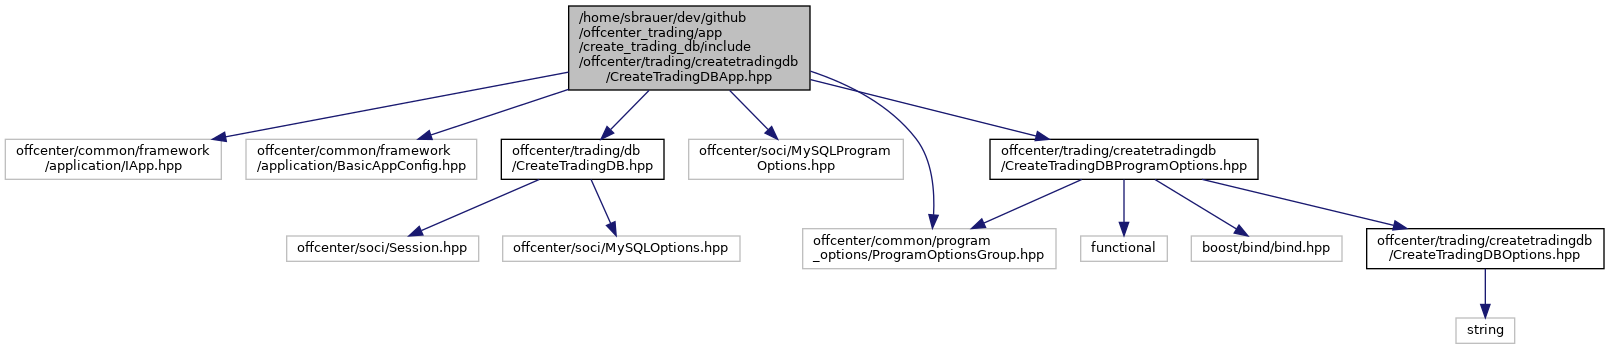 /home/sbrauer/dev/github
/offcenter_trading/app
/create_trading_db/include
/offcenter/trading/createtradingdb
/CreateTradingDBApp.hpp
offcenter/common/framework
/application/IApp.hpp
offcenter/common/framework
/application/BasicAppConfig.hpp
offcenter/trading/db
/CreateTradingDB.hpp
offcenter/soci/MySQLProgram
Options.hpp
offcenter/trading/createtradingdb
/CreateTradingDBProgramOptions.hpp
offcenter/soci/Session.hpp
offcenter/soci/MySQLOptions.hpp
offcenter/common/program
_options/ProgramOptionsGroup.hpp
functional
boost/bind/bind.hpp
offcenter/trading/createtradingdb
/CreateTradingDBOptions.hpp
string